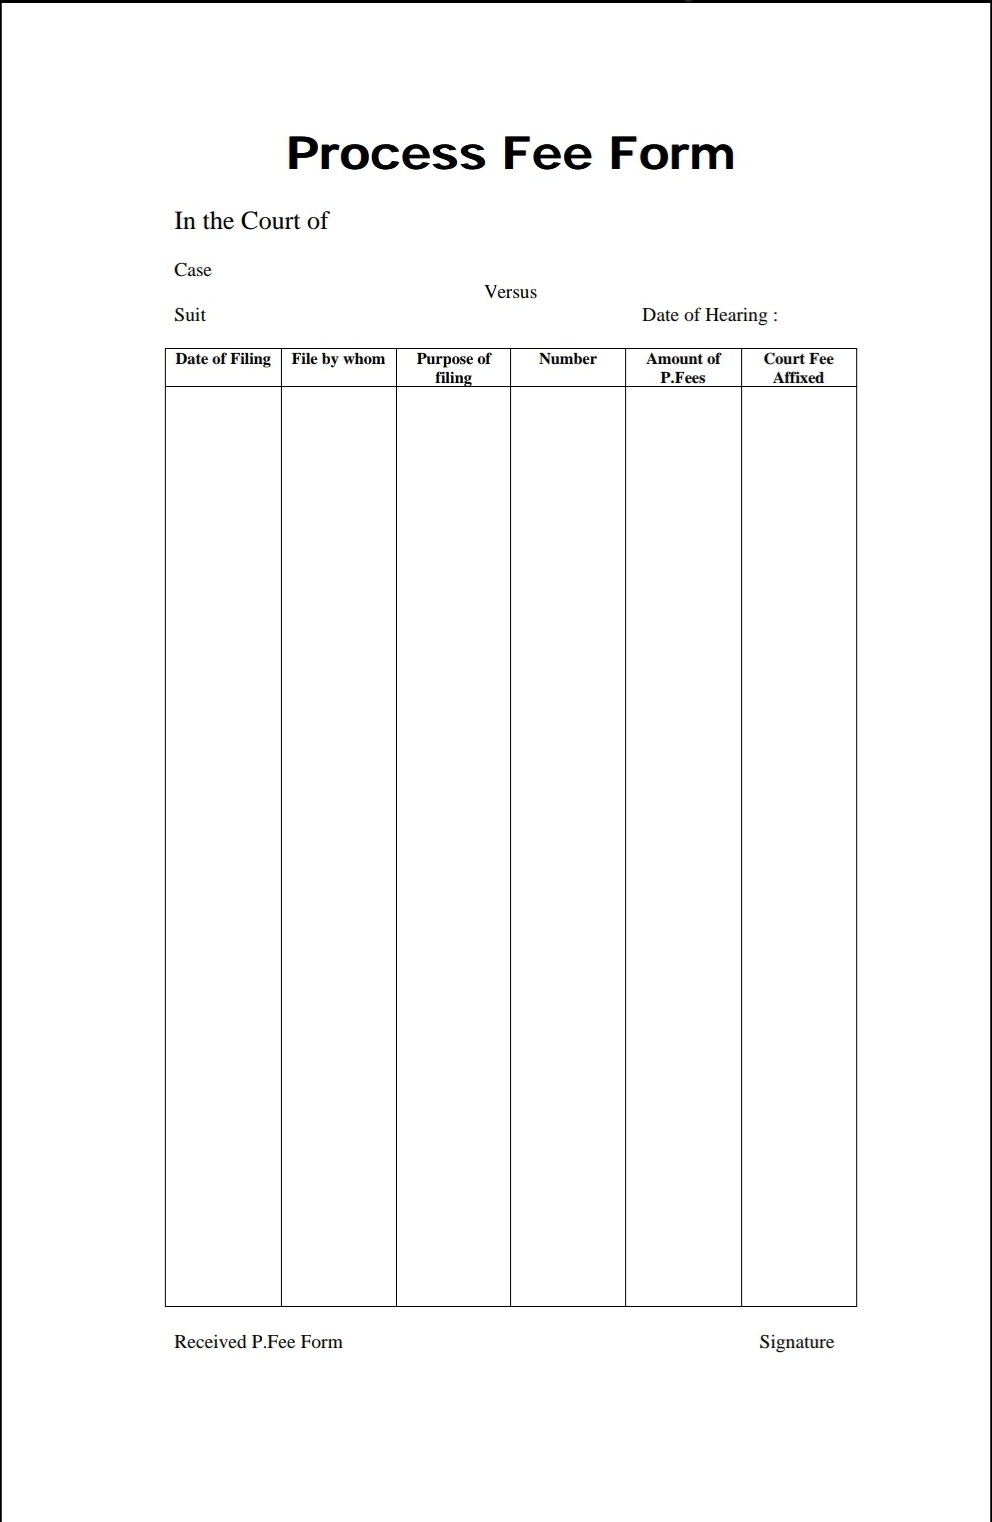 Process Fee Form
In the Court of
Case
Versus
Suit
Date of Hearing :
Date of Filing
File by whom
Purpose of
filing
Number
Amount of
P.Fees
Court Fee
Affixed
Received P.Fee Form
Signature